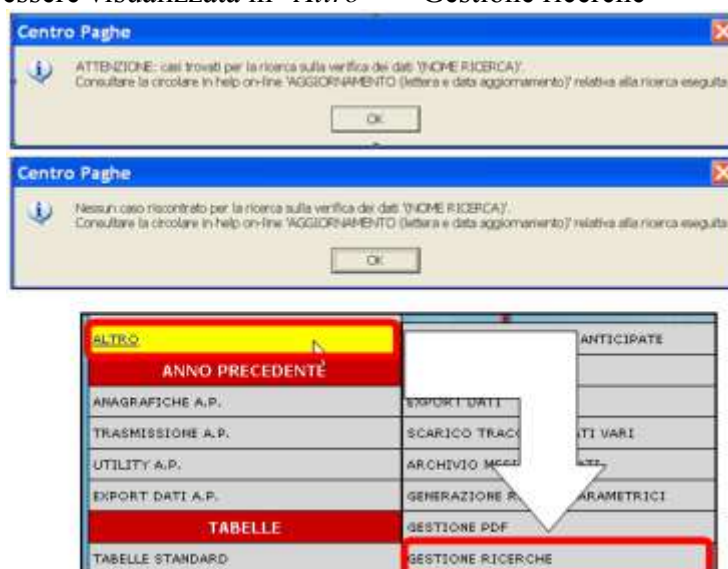 essere visualizzata in "Altro" – "Gestione ricerche"
Centro Paghe
ATTENZIONE: casi trovati per la ricerca sulla verifica dei dati '(NOME RICERCA)'.
Consultare la circolare in help on-line 'AGGIORNAMENTO (lettera e data aggiornamento)' relativa alla ricerca eseguita
OK
Centro Paghe
Nessun caso riscontrato per la ricerca sulla verifica dei dati '(NOME RICERCA)'.
Consultare la circolare in help on-line 'AGGIORNAMENTO (lettera e data aggiornamento)' relativa alla ricerca eseguita
OK
ALTRO
ANTICIPATE
ANNO PRECEDENTE
ANAGRAFICHE A.P.
EXPORT DATI
TRASMISSIONE A.P.
SCARICO TRACC
TI VARI
UTILITY A.P.
ARCHIVIO
EXPORT DATI A.P.
GENERAZIONE
ARAMETRICI
TABELLE
GESTIONE PDF
TABELLE STANDARD
GESTIONE RICERCHE